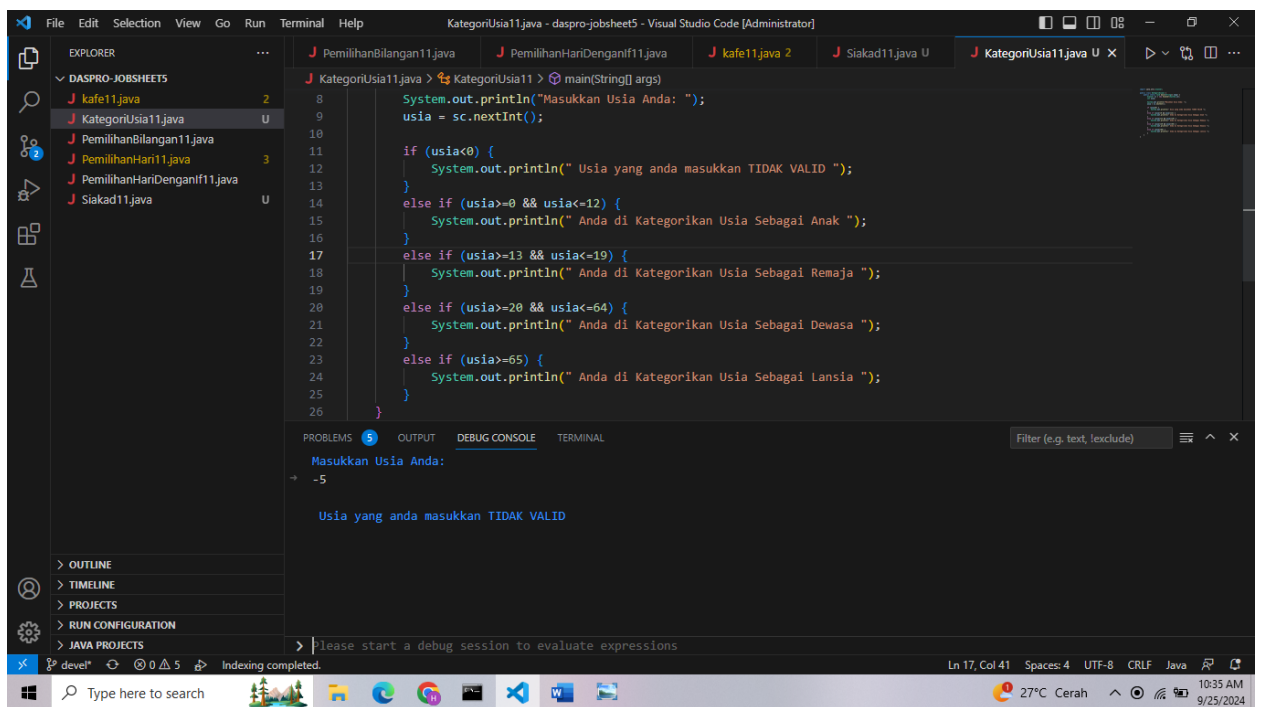 File Edit Selection View Go Run Terminal Help KategoriUsia11.java - daspro-jobsheet5 - Visual Studio Code [Administrator]
EXPLORER
PemilihanBilangan11.java PemilihanHariDenganIf11.java kafe11.java 2 Siakad11.java U KategoriUsia11.java U
DASPRO-JOBSHEET5
kafe11.java 2
KategoriUsia11.java U
PemilihanBilangan11.java
PemilihanHari11.java 3
PemilihanHariDenganIf11.java
Siakad11.java U
2
OUTLINE
TIMELINE
PROJECTS
RUN CONFIGURATION
JAVA PROJECTS
KategoriUsia11.java > KategoriUsia11 > main(String[] args)
8 System.out.println("Masukkan Usia Anda: ");
9 usia = sc.nextInt();
10
11 if (usia<0) {
12 System.out.println(" Usia yang anda masukkan TIDAK VALID ");
13 }
14 else if (usia>=0 && usia<=12) {
15 System.out.println(" Anda di Kategorikan Usia Sebagai Anak ");
16 }
17 else if (usia>=13 && usia<=19) {
18 System.out.println(" Anda di Kategorikan Usia Sebagai Remaja ");
19 }
20 else if (usia>=20 && usia<=64) {
21 System.out.println(" Anda di Kategorikan Usia Sebagai Dewasa ");
22 }
23 else if (usia>=65) {
24 System.out.println(" Anda di Kategorikan Usia Sebagai Lansia ");
25 }
26 }
PROBLEMS 5 OUTPUT DEBUG CONSOLE TERMINAL Filter (e.g. text, !exclude)
Masukkan Usia Anda:
-5
Usia yang anda masukkan TIDAK VALID
Please start a debug session to evaluate expressions
devel* 0 5 Indexing completed. Ln 17, Col 41 Spaces: 4 UTF-8 CRLF Java
Type here to search 27°C Cerah 10:35 AM
9/25/2024